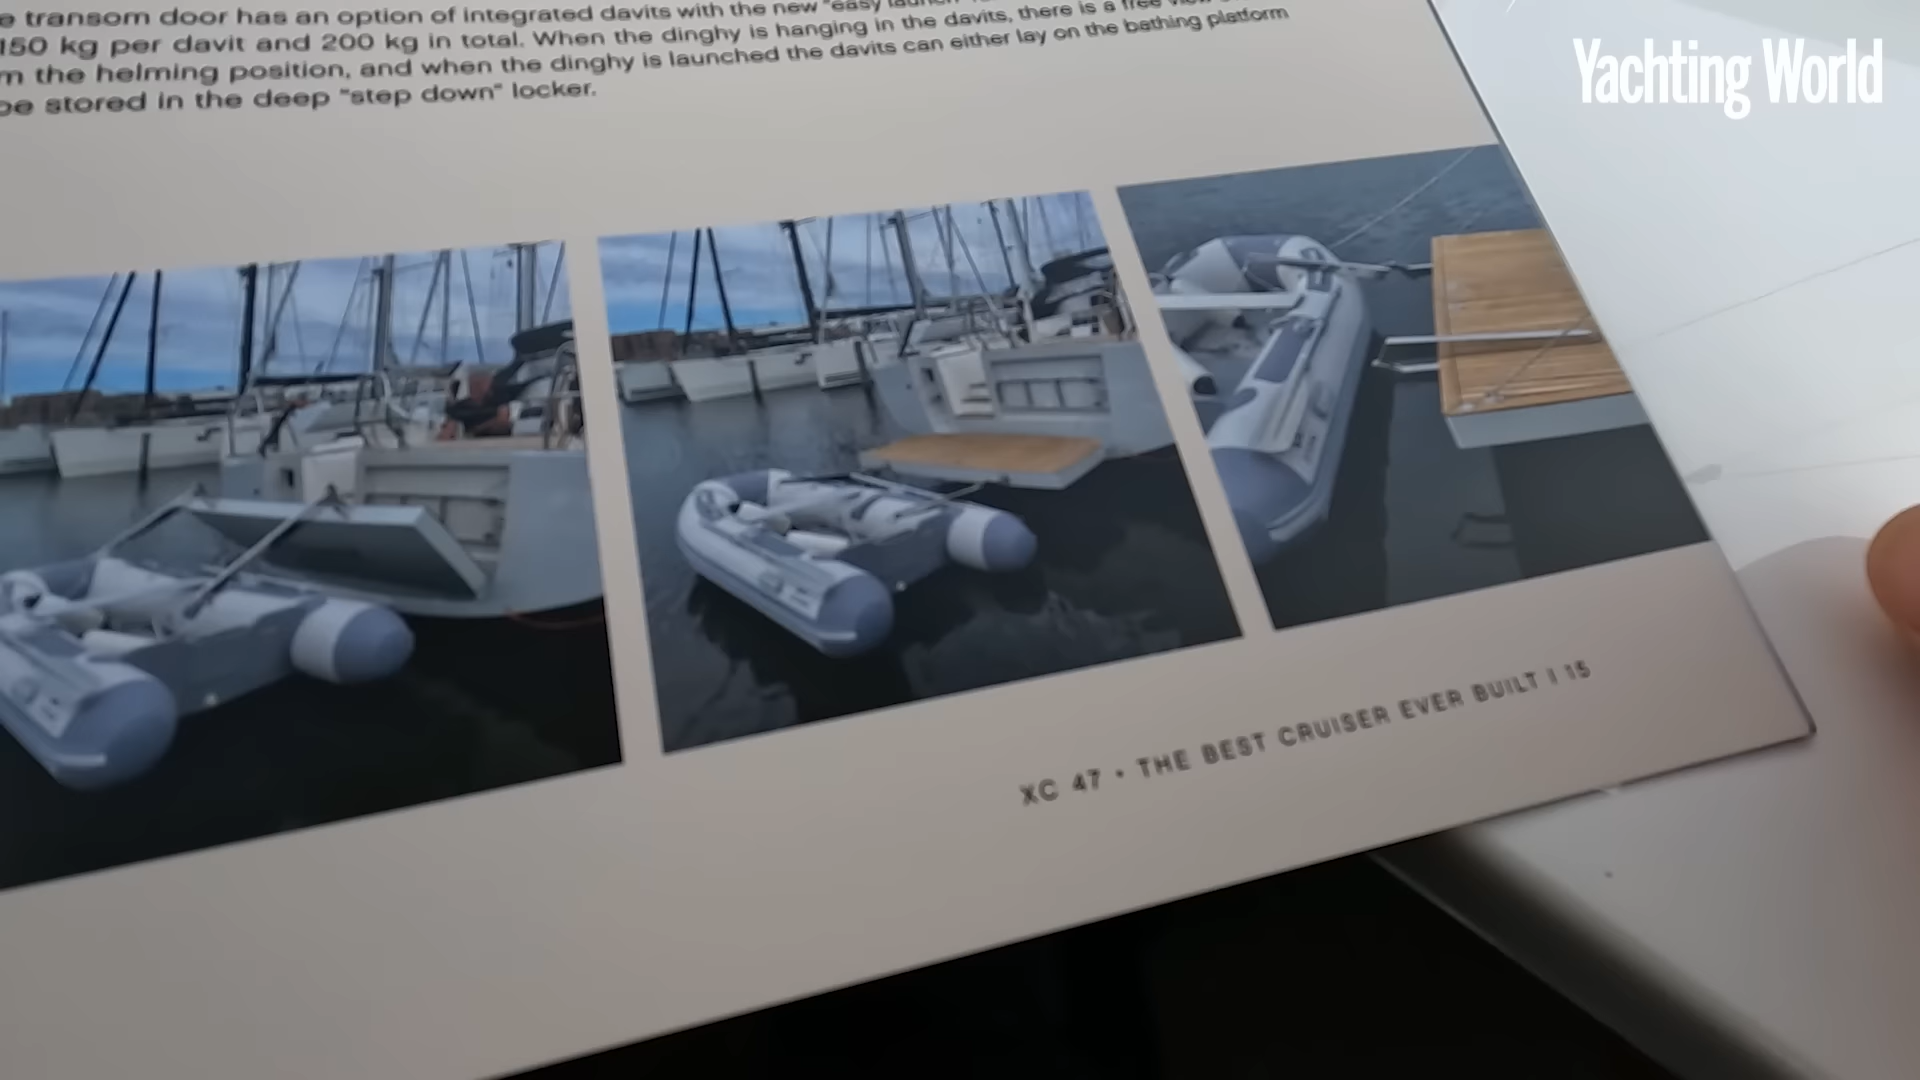 e transom door has an option of integrated davits with the new "easy
150 kg per davit and 200 kg in total. When the dinghy is hanging in the davits, there is a free
m the helming position, and when the dinghy is launched the davits can either lay on the bathing platform
be stored in the deep "step down" locker.
Yachting World
XC 47 • THE BEST CRUISER EVER BUILT | 15